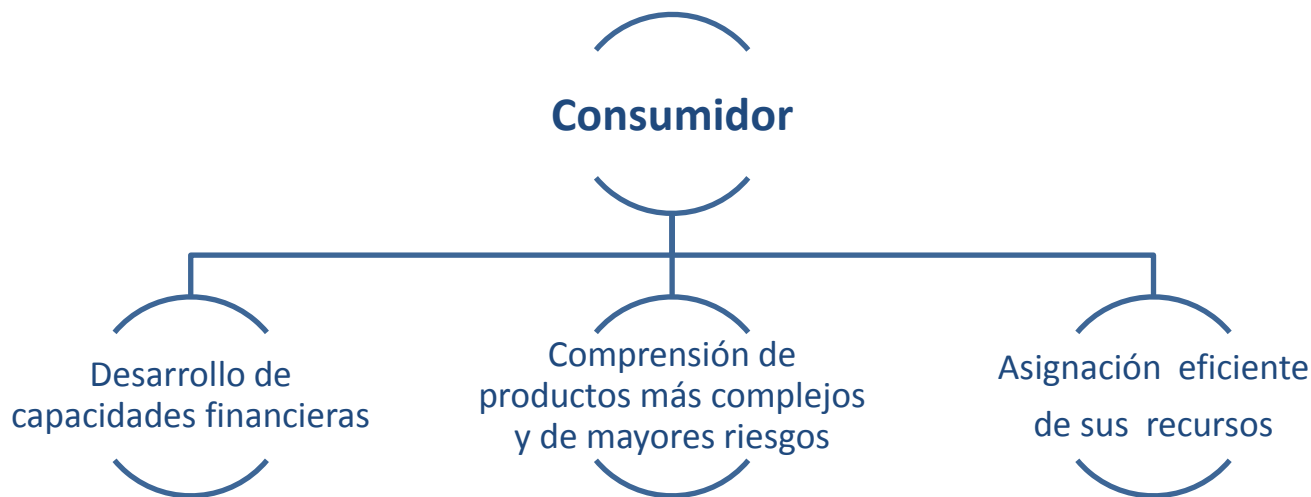 Consumidor
Desarrollo de
capacidades financieras
Comprensión de
productos más complejos
y de mayores riesgos
Asignación eficiente
de sus recursos